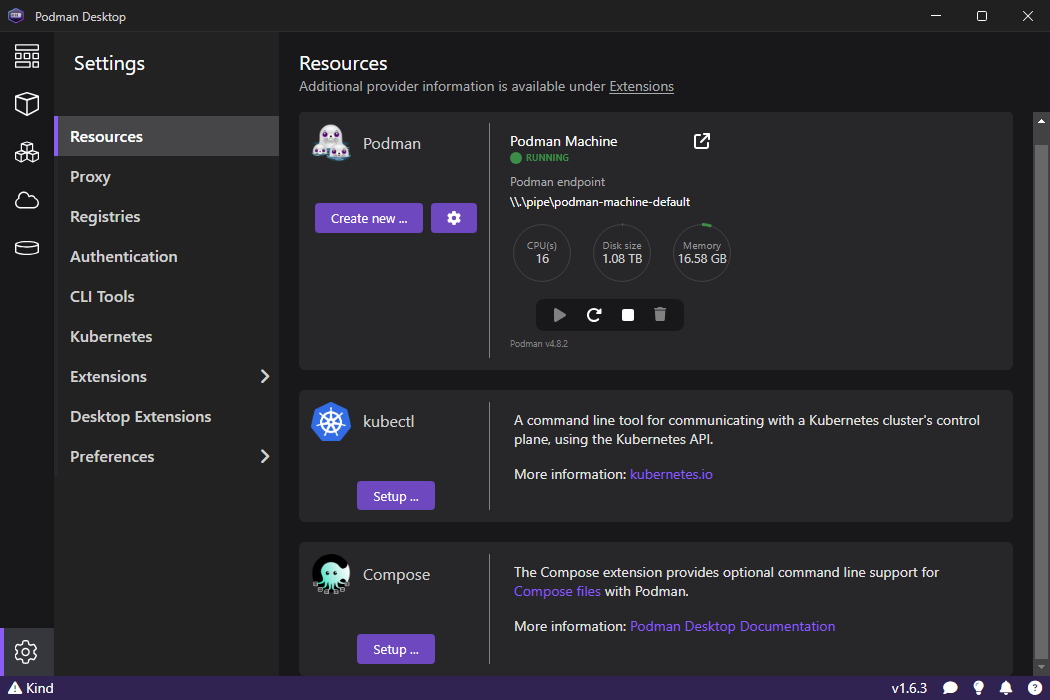 Podman Desktop
Settings
Resources
Proxy
Registries
Authentication
CLI Tools
Kubernetes
Extensions
Desktop Extensions
Preferences
Resources
Additional provider information is available under Extensions
Podman
Create new ...
Podman Machine
RUNNING
Podman endpoint
\\.\pipe\podman-machine-default
CPU(s)
16
Disk size
1.08 TB
Memory
16.58 GB
Podman v4.8.2
kubectl
Setup ...
A command line tool for communicating with a Kubernetes cluster's control
plane, using the Kubernetes API.
More information: kubernetes.io
Compose
Setup ...
The Compose extension provides optional command line support for
Compose files with Podman.
More information: Podman Desktop Documentation
Kind
v1.6.3